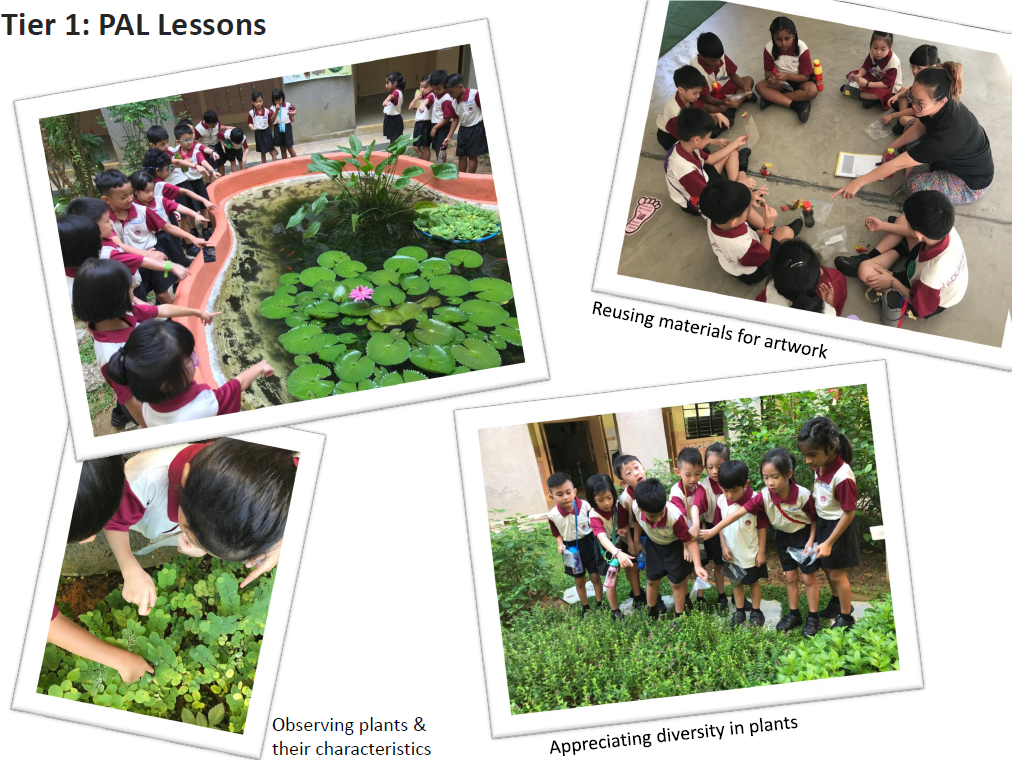 Tier 1: PAL Lessons
Reusing materials for artwork
Observing plants &
their characteristics
Appreciating diversity in plants